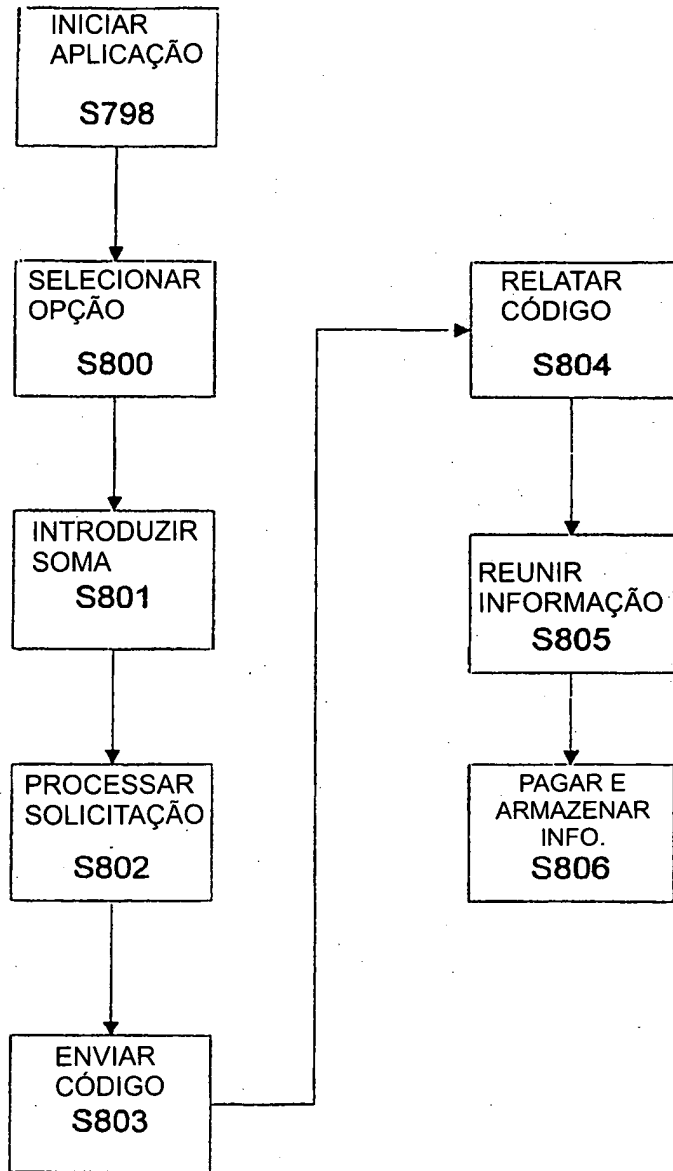 INICIAR
APLICAÇÃO
S798
SELECIONAR
OPÇÃO
S800
INTRODUZIR
SOMA
S801
PROCESSAR
SOLICITAÇÃO
S802
ENVIAR
CÓDIGO
S803
RELATAR
CÓDIGO
S804
REUNIR
INFORMAÇÃO
S805
PAGAR E
ARMAZENAR
INFO.
S806